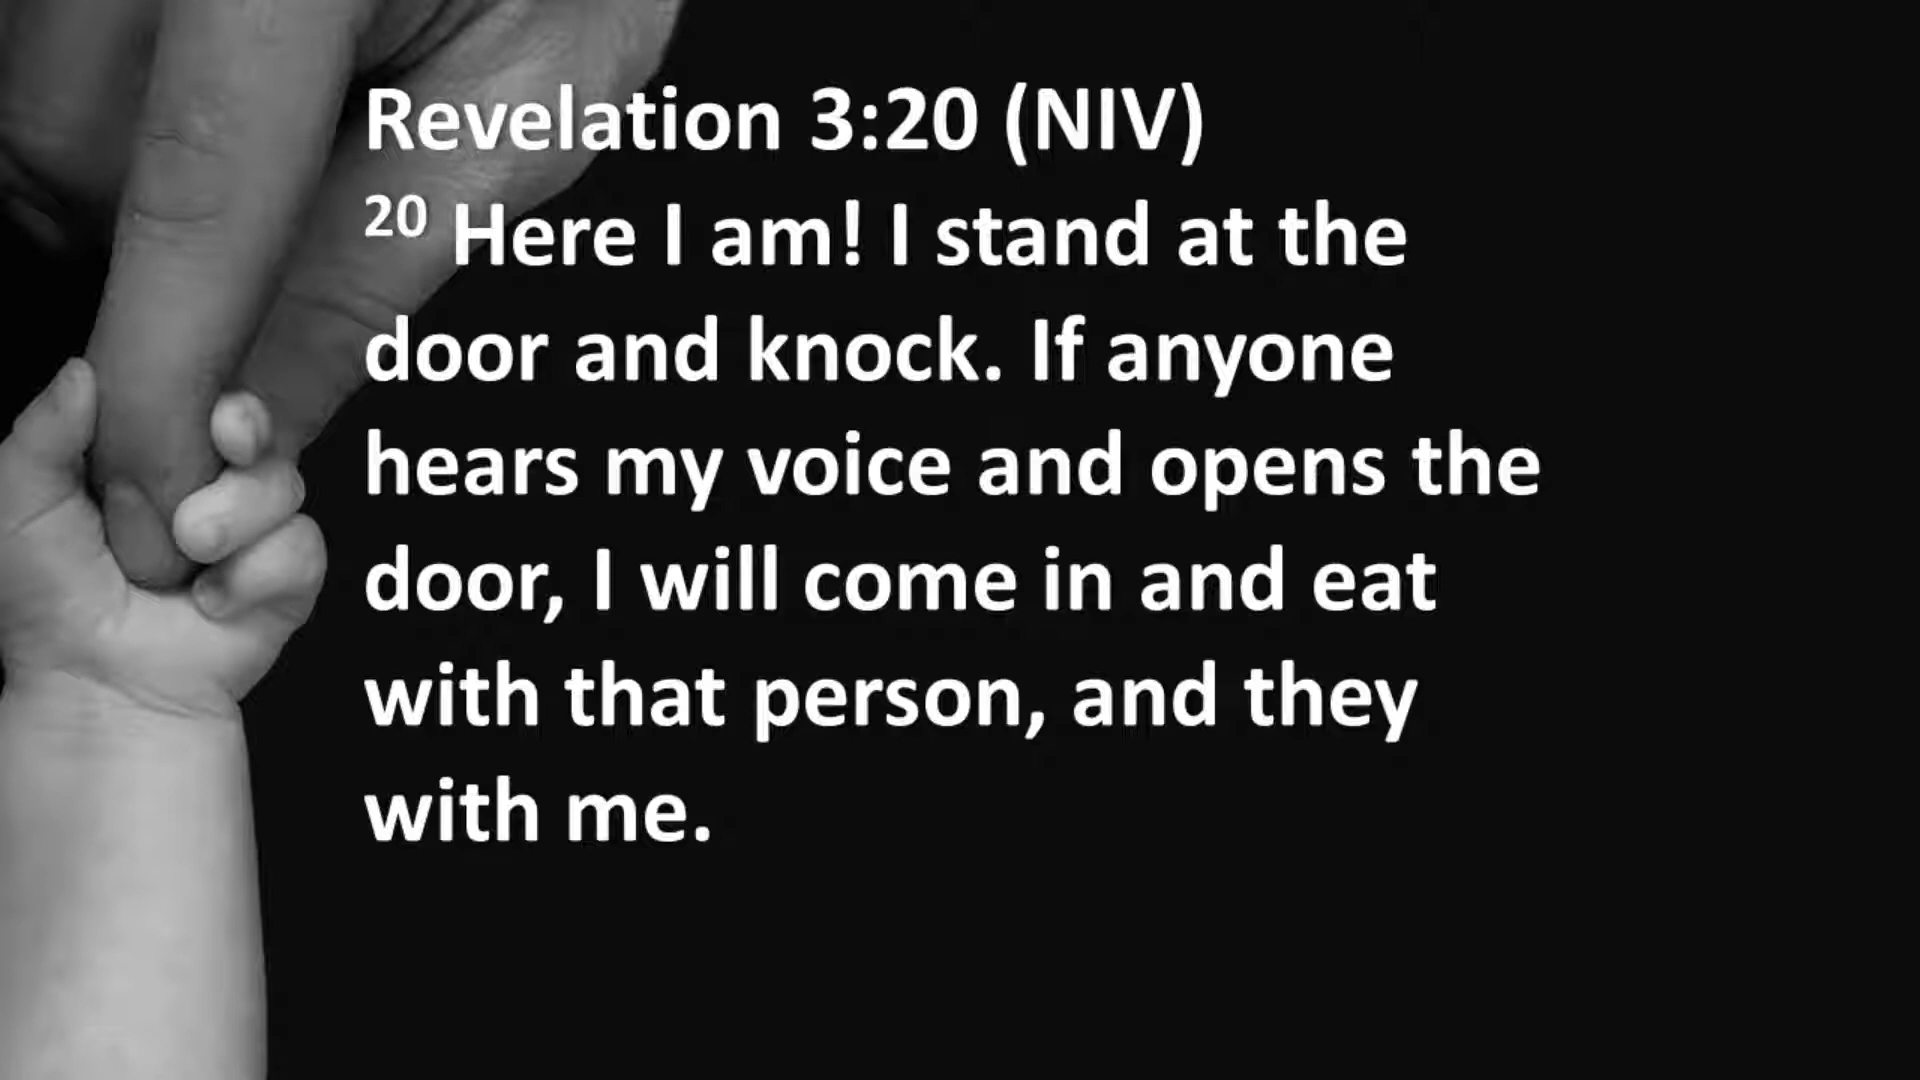 Revelation 3:20 (NIV)
20 Here I am! I stand at the
door and knock. If anyone
hears my voice and opens the
door, I will come in and eat
with that person, and they
with me.